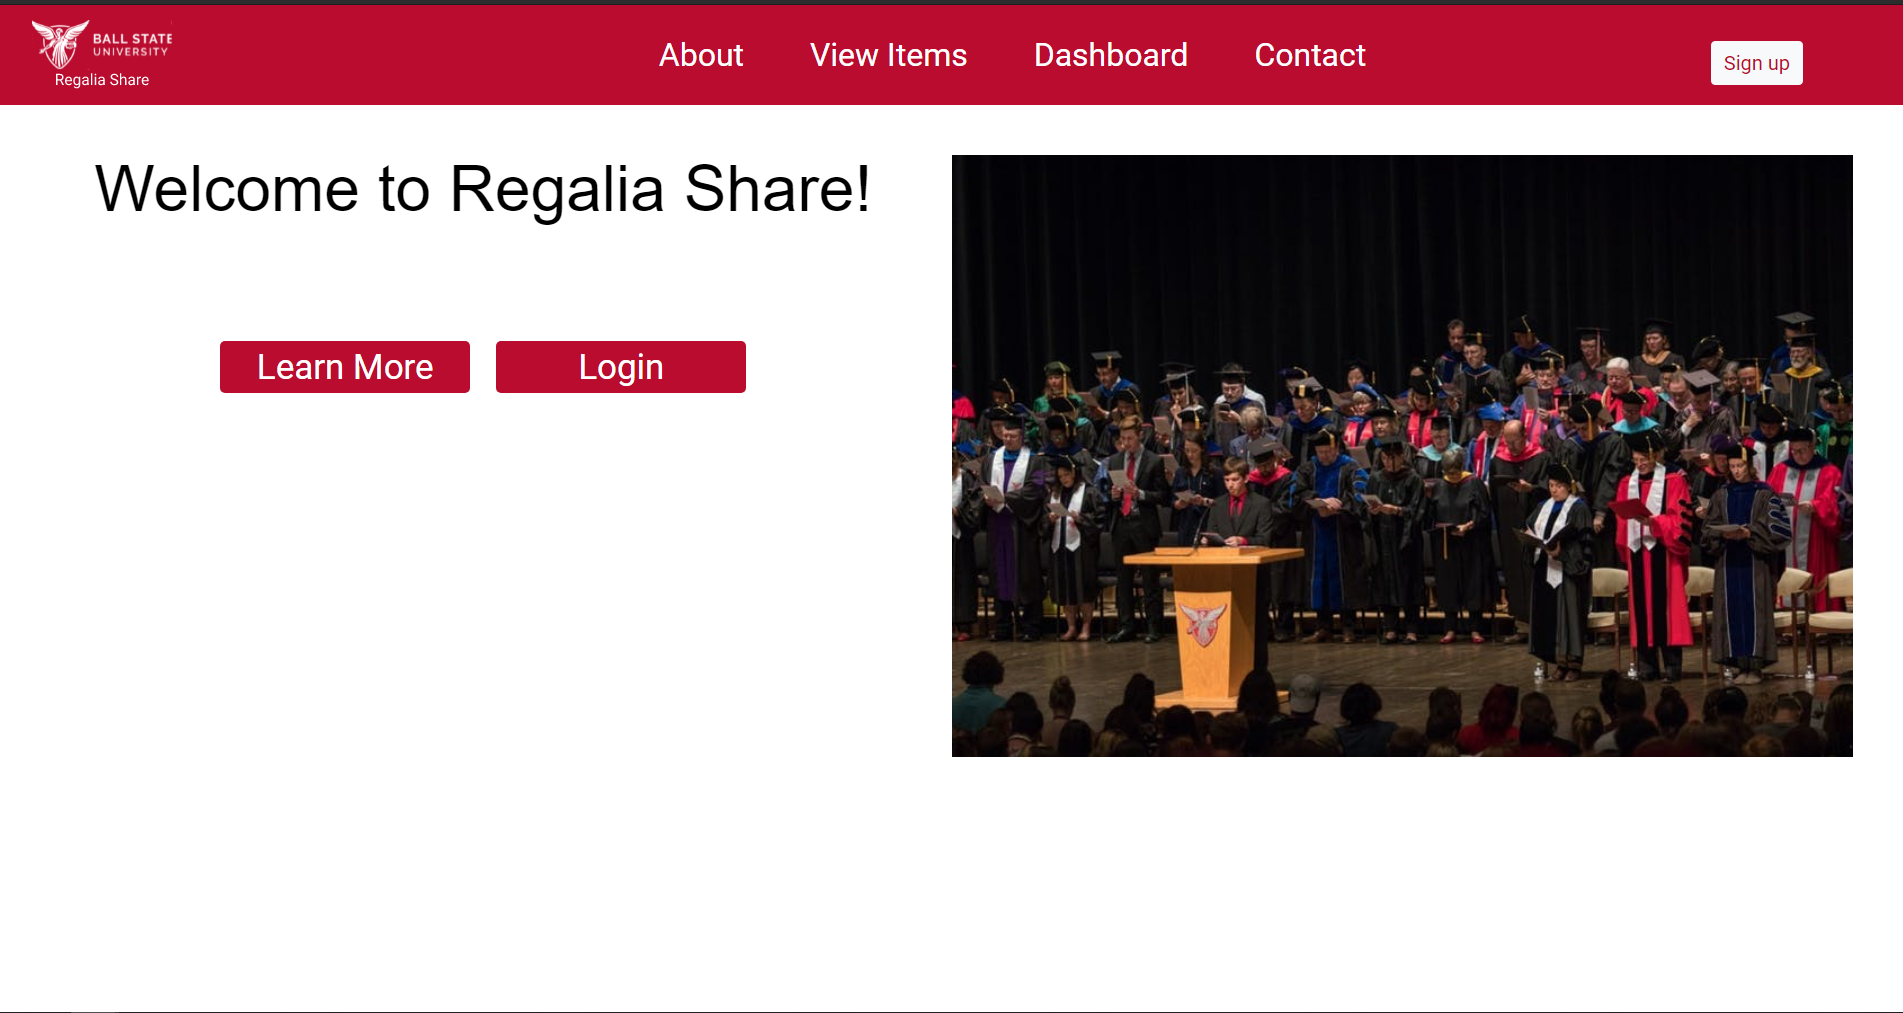 BALL STATE
UNIVERSITY
Regalia Share
About
View Items
Dashboard
Contact
Sign up
Welcome to Regalia Share!
Learn More
Login